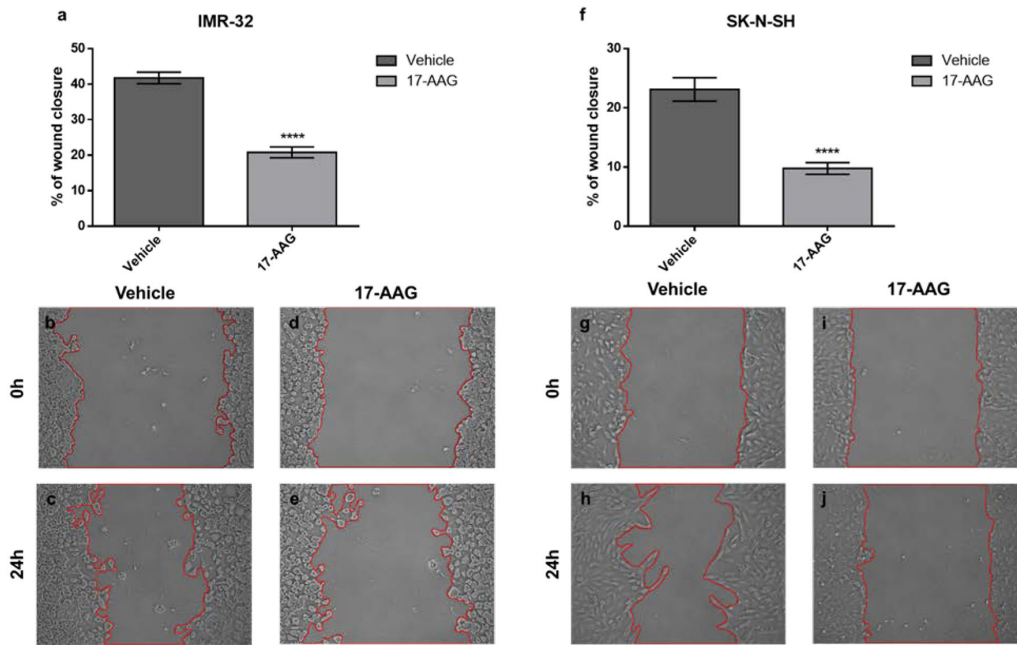 a
IMR-32
50
40
30
20
10
0
% of wound closure
****
Vehicle
17-AAG
Vehicle
17-AAG
f
SK-N-SH
30
20
10
0
% of wound closure
****
Vehicle
17-AAG
Vehicle
17-AAG
Vehicle
17-AAG
0h
b
d
24h
c
e
Vehicle
17-AAG
0h
g
i
24h
h
j